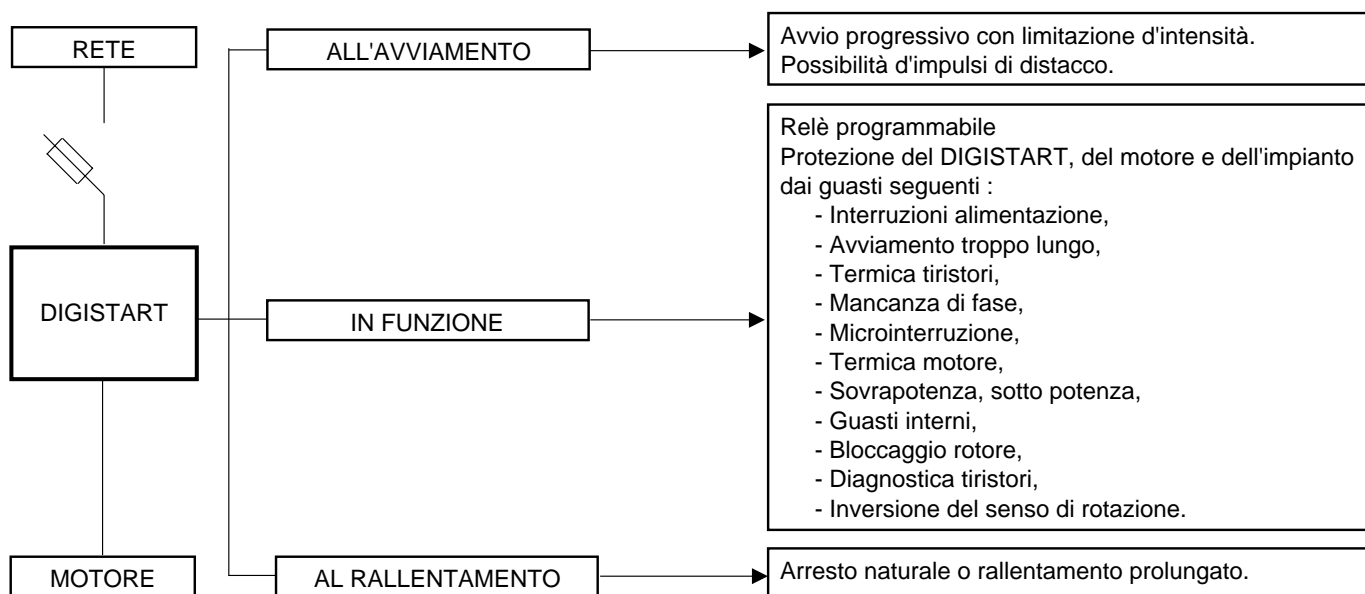 RETE
DIGISTART
MOTORE
ALL'AVVIAMENTO
Avvio progressivo con limitazione d'intensità.
Possibilità d'impulsi di distacco.
IN FUNZIONE
Relè programmabile
Protezione del DIGISTART, del motore e dell'impianto
dai guasti seguenti :
- Interruzioni alimentazione,
- Avviamento troppo lungo,
- Termica tiristori,
- Mancanza di fase,
- Microinterruzione,
- Termica motore,
- Sovrapotenza, sotto potenza,
- Guasti interni,
- Bloccaggio rotore,
- Diagnostica tiristori,
- Inversione del senso di rotazione.
AL RALLENTAMENTO
Arresto naturale o rallentamento prolungato.